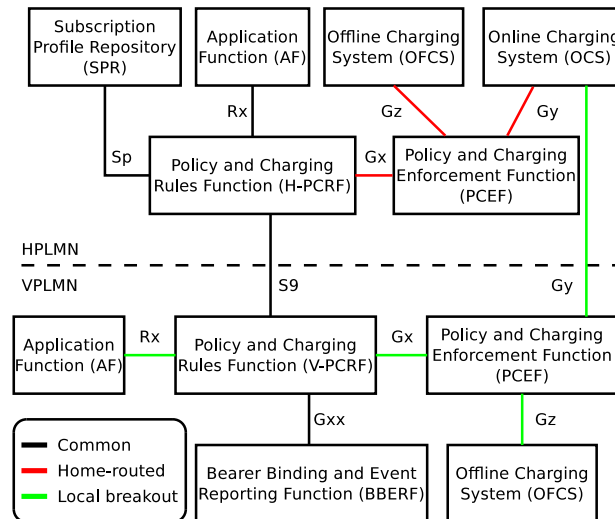 Subscription
Profile Repository
(SPR)
Application
Function (AF)
Offline Charging
System (OFCS)
Online Charging
System (OCS)
Rx
Gz
Gy
Sp
Policy and Charging
Rules Function (H-PCRF)
Gx
Policy and Charging
Enforcement Function
(PCEF)
HPLMN
VPLMN
S9
Gy
Application
Function (AF)
Rx
Policy and Charging
Rules Function (V-PCRF)
Gx
Policy and Charging
Enforcement Function
(PCEF)
Gxx
Gz
Common
Home-routed
Local breakout
Bearer Binding and Event
Reporting Function (BBERF)
Offline Charging
System (OFCS)